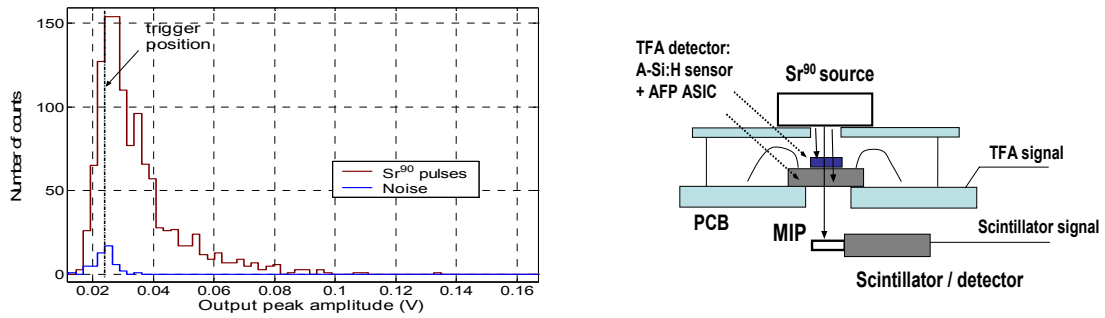 150
100
50
0
Number of counts
trigger
position
Sr⁹⁰ pulses
Noise
0.02 0.04 0.06 0.08 0.1 0.12 0.14 0.16
Output peak amplitude (V)
TFA detector:
A-Si:H sensor
+ AFP ASIC
Sr⁹⁰ source
TFA signal
PCB
MIP
Scintillator signal
Scintillator / detector